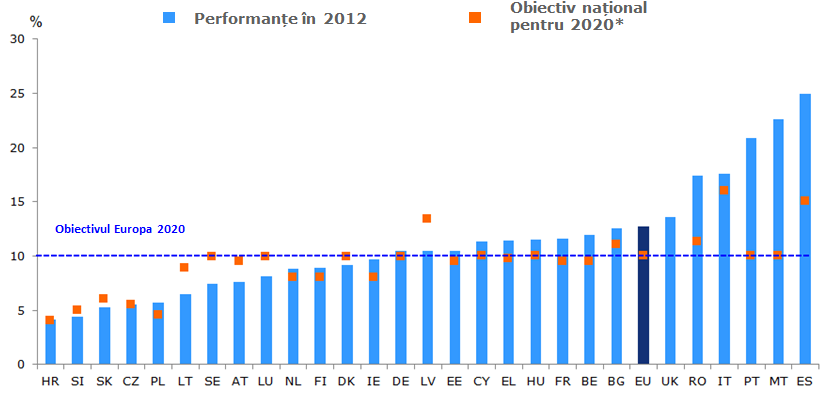 Performanțe în 2012
Obiectiv național
pentru 2020*
%
30
25
20
15
Obiectivul Europa 2020
10
5
0
HR SI SK CZ PL LT SE AT LU NL FI DK IE DE LV EE CY EL HU FR BE BG EU UK RO IT PT MT ES